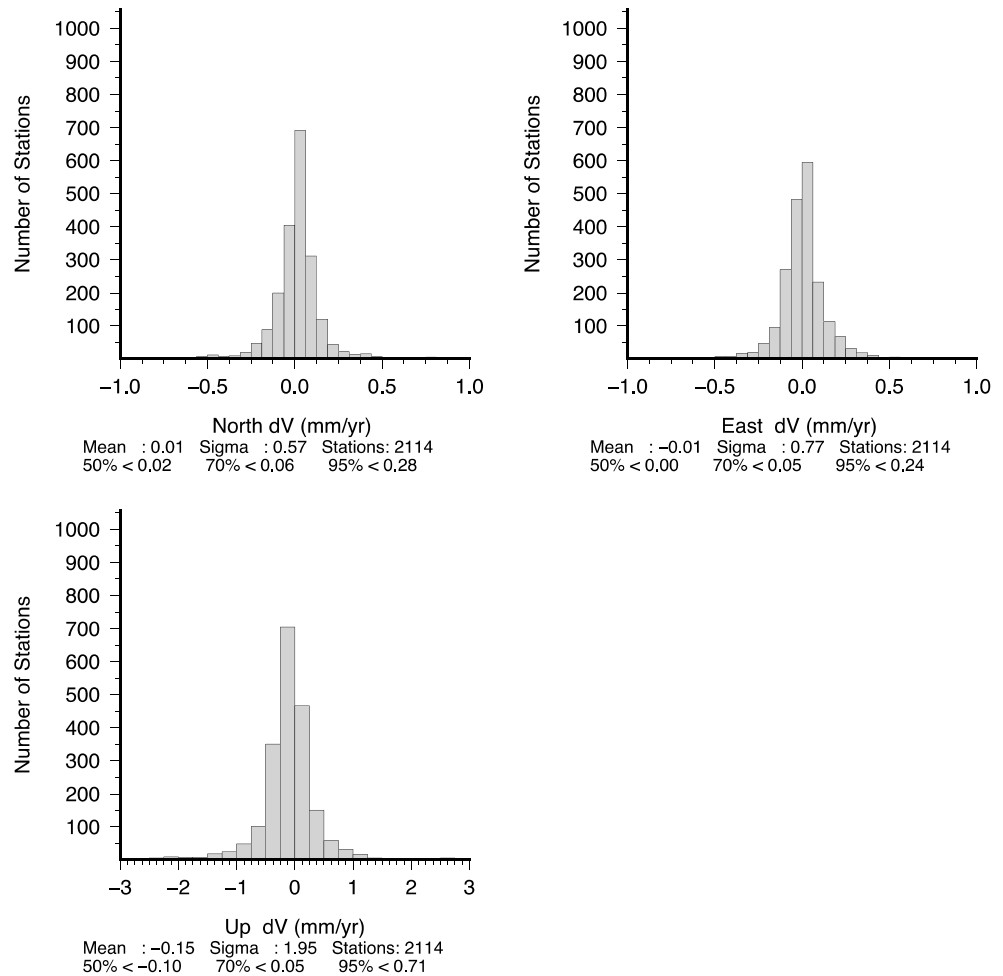 1000
900
800
700
600
500
400
300
200
100
Number of Stations
−1.0 −0.5 0.0 0.5 1.0
North dV (mm/yr)
Mean : 0.01 Sigma : 0.57 Stations: 2114
50% < 0.02 70% < 0.06 95% < 0.28
1000
900
800
700
600
500
400
300
200
100
Number of Stations
−1.0 −0.5 0.0 0.5 1.0
East dV (mm/yr)
Mean : −0.01 Sigma : 0.77 Stations: 2114
50% < 0.00 70% < 0.05 95% < 0.24
1000
900
800
700
600
500
400
300
200
100
Number of Stations
−3 −2 −1 0 1 2 3
Up dV (mm/yr)
Mean : −0.15 Sigma : 1.95 Stations: 2114
50% < −0.10 70% < 0.05 95% < 0.71